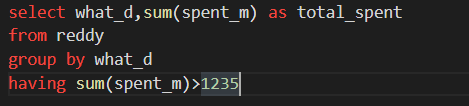 select what_d,sum(spent_m) as total_spent
from reddy
group by what_d
having sum(spent_m)>1235